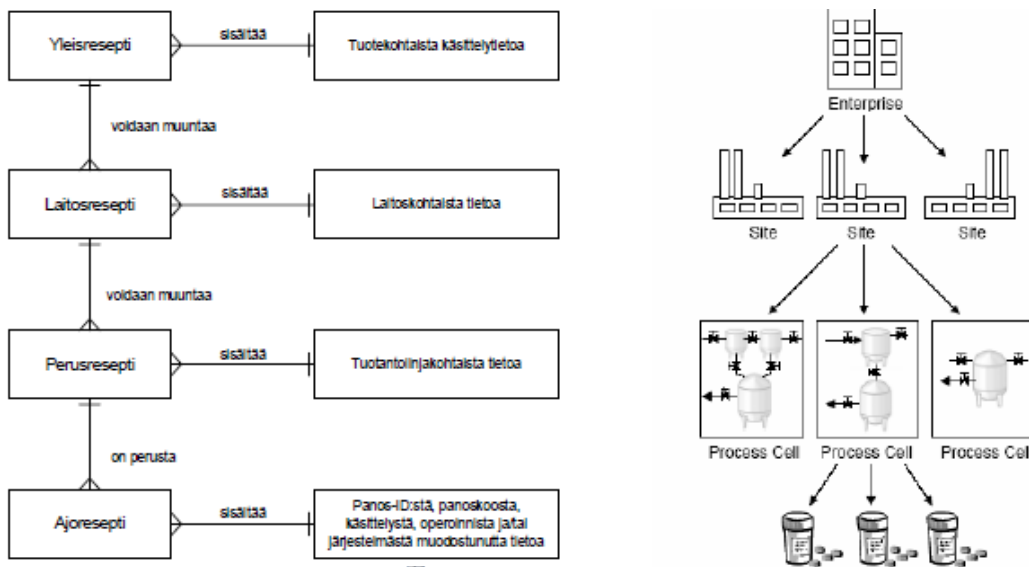 Yleisresepti
sisältää
Tuotekohtaista käsittelytietoa
voidaan muuntaa
Laitosresepti
sisältää
Laitoskohtaista tietoa
voidaan muuntaa
Perusresepti
sisältää
Tuotantolinjakohtaista tietoa
on perusta
Ajoresepti
sisältää
Panos-ID:stä, panoskoosta,
käsittelystä, operoinnista ja/tai
järjestelmästä muodostunutta tietoa
Enterprise
Site
Site
Site
Process Cell
Process Cell
Process Cell